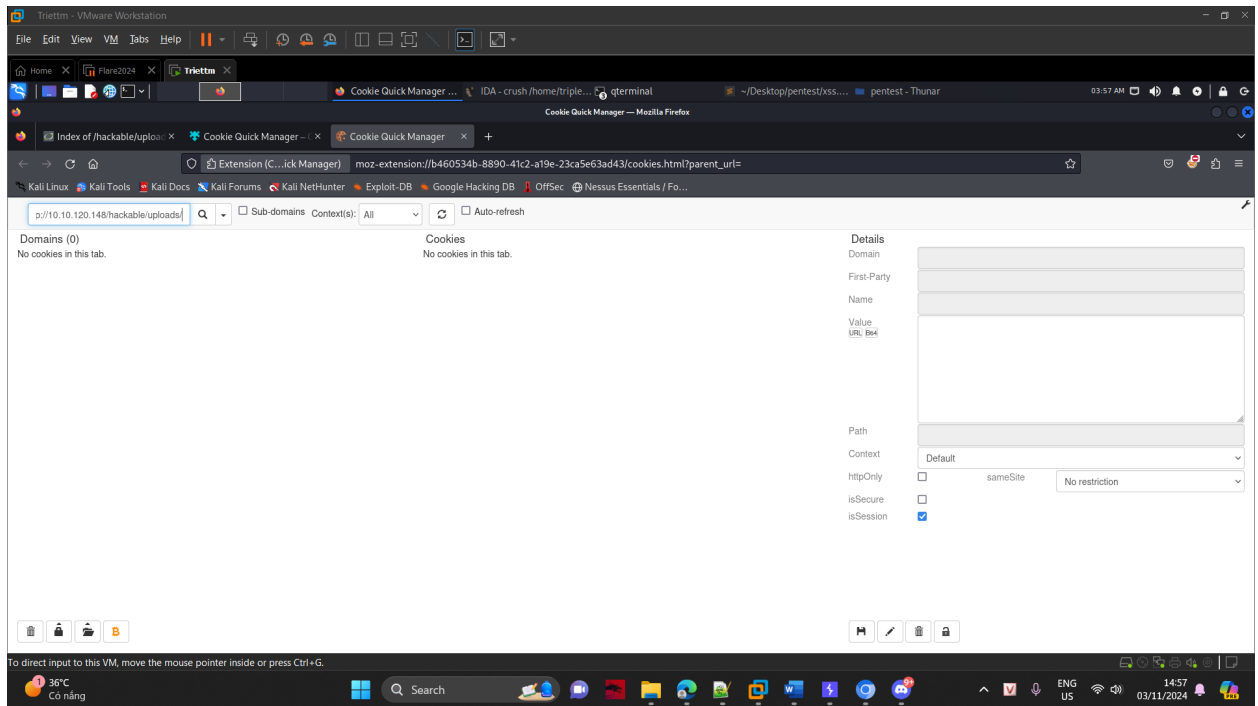 Triettm - VMware Workstation
File Edit View VM Tabs Help
Home Flare2024 Triettm
Cookie Quick Manager ... IDA - crush /home/triple... 3 qterminal ~/Desktop/pentest/xss.... pentest - Thunar 03:57 AM
Cookie Quick Manager — Mozilla Firefox
Index of /hackable/upload Cookie Quick Manager – Cookie Quick Manager
Extension (C...ick Manager) moz-extension://b460534b-8890-41c2-a19e-23ca5e63ad43/cookies.html?parent_url=
Kali Linux Kali Tools Kali Docs Kali Forums Kali NetHunter Exploit-DB Google Hacking DB OffSec Nessus Essentials / Fo...
p://10.10.120.148/hackable/uploads/ Sub-domains Context(s): All Auto-refresh
Domains (0) Cookies Details
No cookies in this tab. No cookies in this tab. Domain
First-Party
Name
Value
URL B64
Path
Context Default
httpOnly sameSite No restriction
isSecure
isSession
To direct input to this VM, move the mouse pointer inside or press Ctrl+G.
1 36°C Search 9+ V ENG 14:57
Có nắng US 03/11/2024